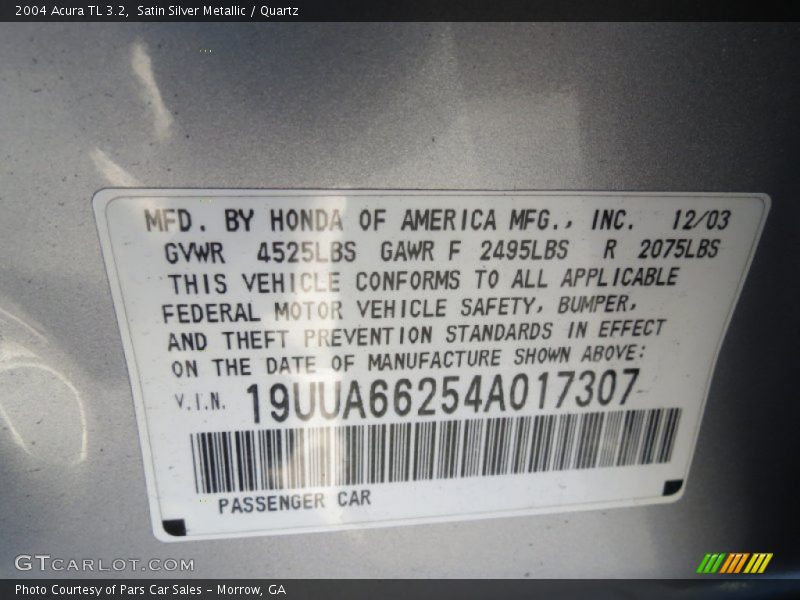 2004 Acura TL 3.2, Satin Silver Metallic / Quartz
MFD. BY HONDA OF AMERICA MFG., INC. 12/03
GVWR 4525LBS GAWR F 2495LBS R 2075LBS
THIS VEHICLE CONFORMS TO ALL APPLICABLE
FEDERAL MOTOR VEHICLE SAFETY, BUMPER,
AND THEFT PREVENTION STANDARDS IN EFFECT
ON THE DATE OF MANUFACTURE SHOWN ABOVE:
V.I.N. 19UUA66254A017307
PASSENGER CAR
GTCARLOT.COM
Photo Courtesy of Pars Car Sales - Morrow, GA